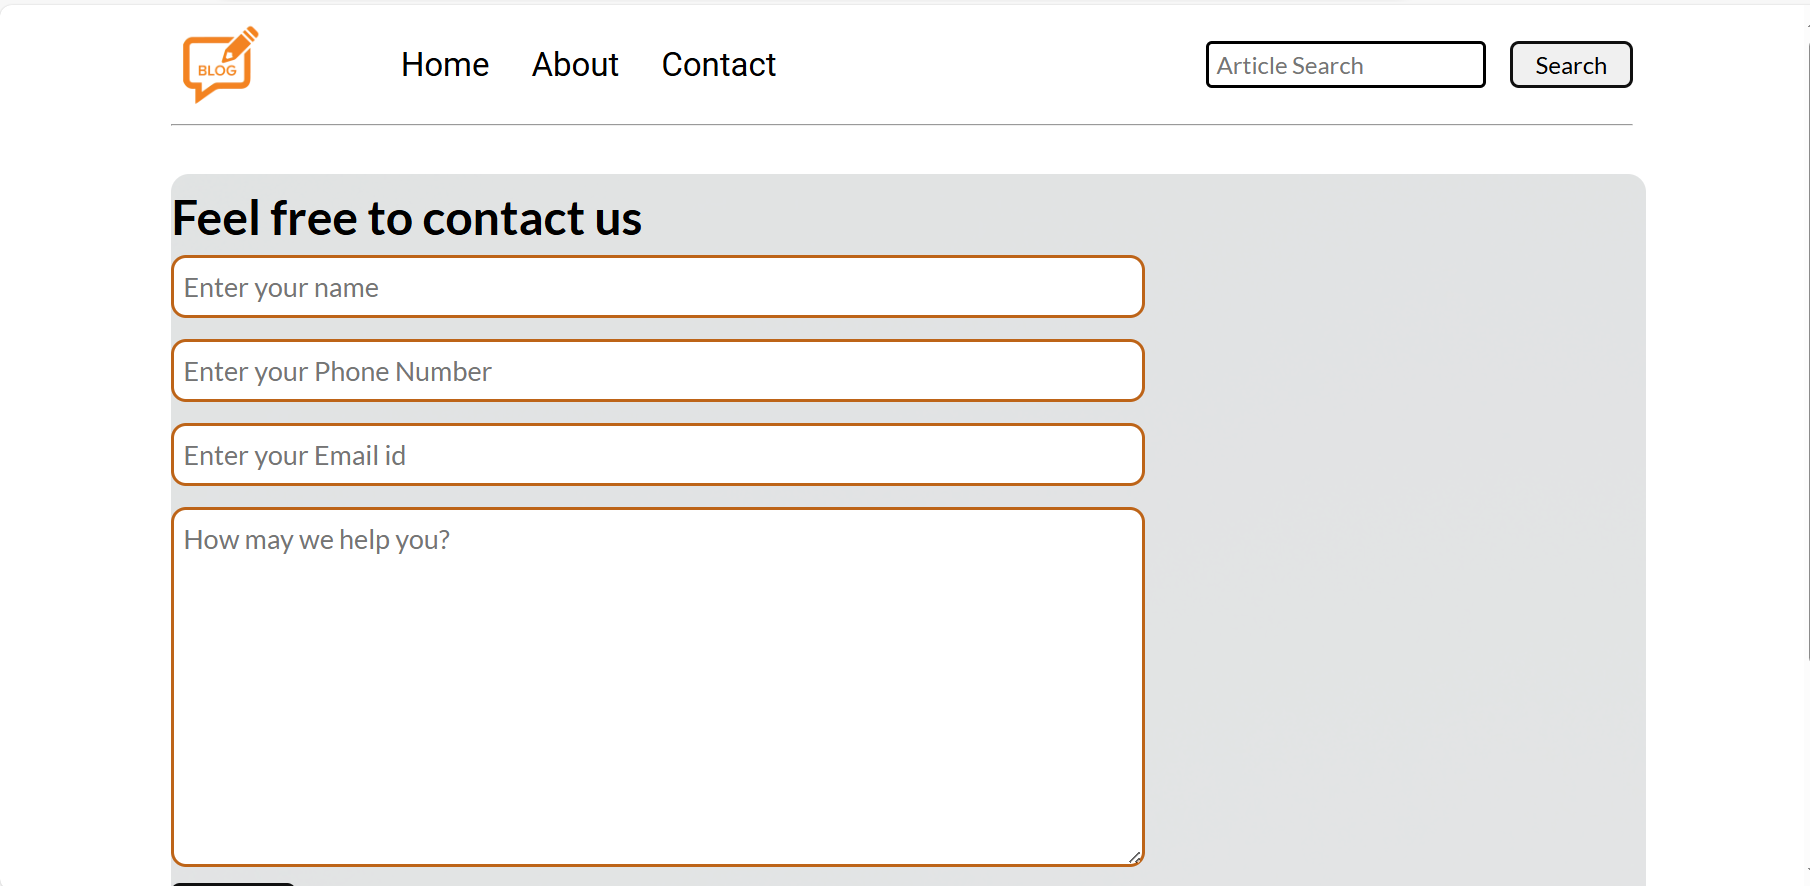 BLOG
Home About Contact
Article Search
Search
Feel free to contact us
Enter your name
Enter your Phone Number
Enter your Email id
How may we help you?